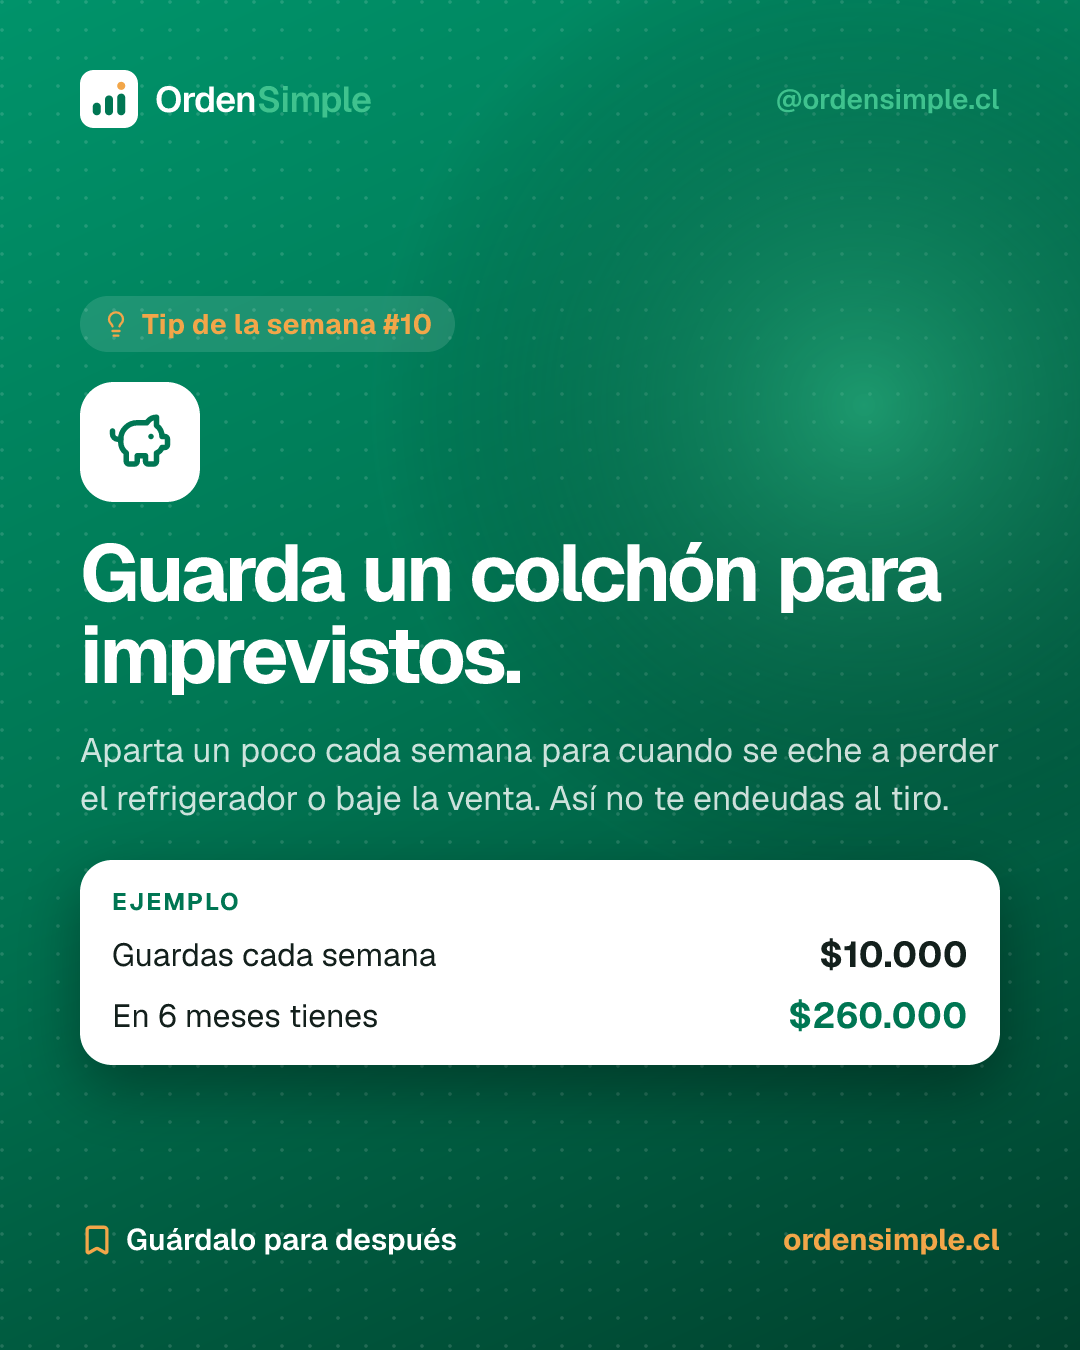 OrdenSimple
@ordensimple.cl
Tip de la semana #10
Guarda un colchón para
imprevistos.
Aparta un poco cada semana para cuando se eche a perder
el refrigerador o baje la venta. Así no te endeudas al tiro.
EJEMPLO
Guardas cada semana $10.000
En 6 meses tienes $260.000
Guárdalo para después
ordensimple.cl